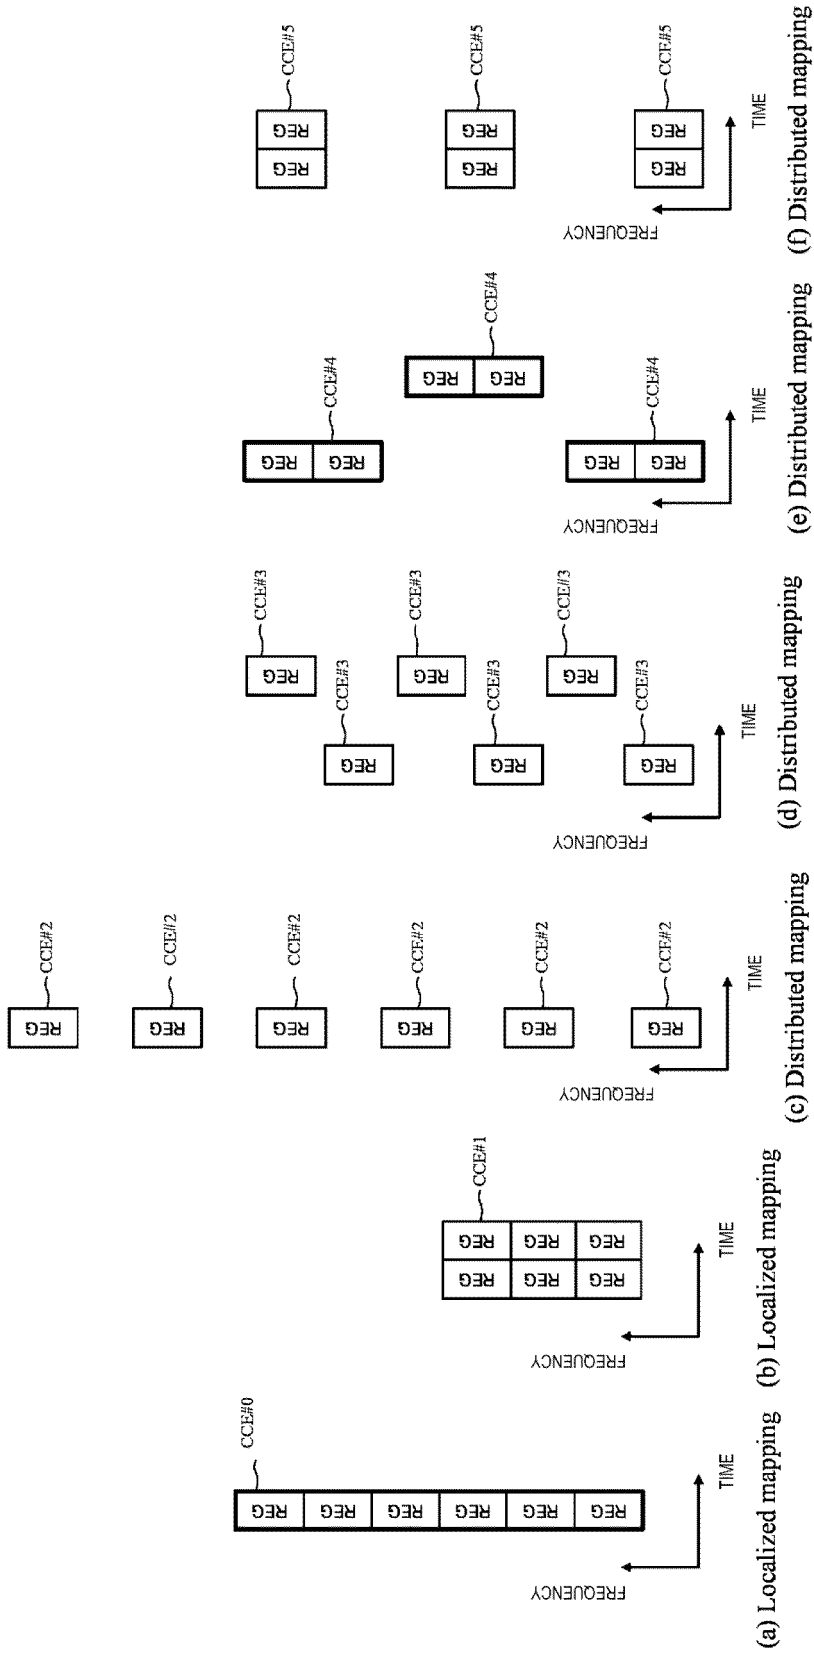 CCE#0
REG
REG
REG
REG
REG
REG
FREQUENCY
TIME
(a) Localized mapping
CCE#1
REG REG
REG REG
REG REG
FREQUENCY
TIME
(b) Localized mapping
REG CCE#2
REG CCE#2
REG CCE#2
REG CCE#2
REG CCE#2
REG CCE#2
FREQUENCY
TIME
(c) Distributed mapping
REG CCE#3
REG CCE#3
REG CCE#3
REG CCE#3
REG CCE#3
REG CCE#3
FREQUENCY
TIME
(d) Distributed mapping
REG
REG CCE#4
REG
REG CCE#4
REG
REG CCE#4
FREQUENCY
TIME
(e) Distributed mapping
REG REG CCE#5
REG REG CCE#5
REG REG CCE#5
FREQUENCY
TIME
(f) Distributed mapping